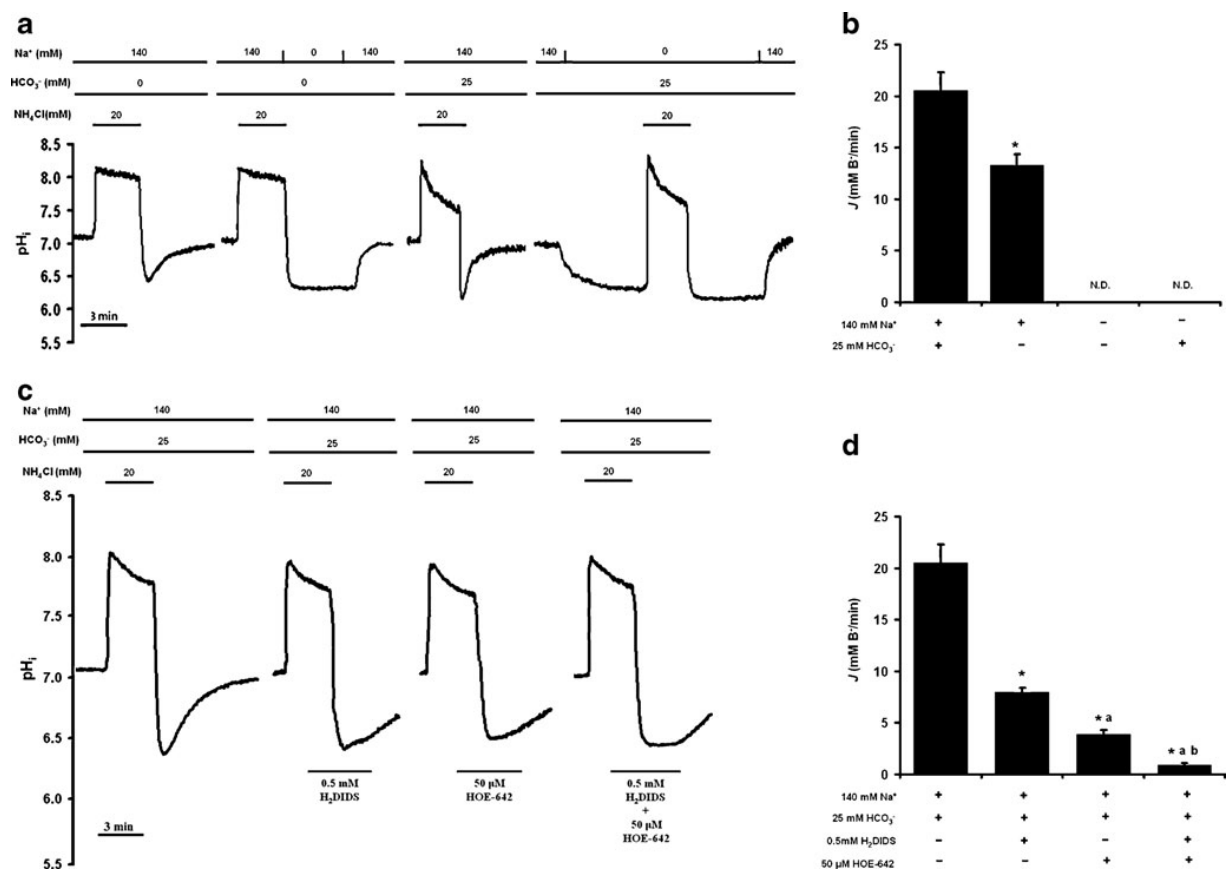 a
Na⁺ (mM) 140 140 0 140 140 140 0 140
HCO₃⁻ (mM) 0 0 25 25
NH₄Cl(mM) 20 20 20 20
8.5
8.0
7.5
7.0
6.5
6.0
5.5
pHi
3 min
b
25
20
15
10
5
0
J (mM B⁻/min)
*
N.D. N.D.
140 mM Na⁺ + + − −
25 mM HCO₃⁻ + − − +
c
Na⁺ (mM) 140 140 140 140
HCO₃⁻ (mM) 25 25 25 25
NH₄Cl(mM) 20 20 20 20
8.5
8.0
7.5
7.0
6.5
6.0
5.5
pHi
3 min
0.5 mM
H₂DIDS
50 µM
HOE-642
0.5 mM
H₂DIDS
+
50 µM
HOE-642
d
25
20
15
10
5
0
J (mM B⁻/min)
*
* a
* a b
140 mM Na⁺ + + + +
25 mM HCO₃⁻ + + + +
0.5mM H₂DIDS − + − +
50 µM HOE-642 − − + +